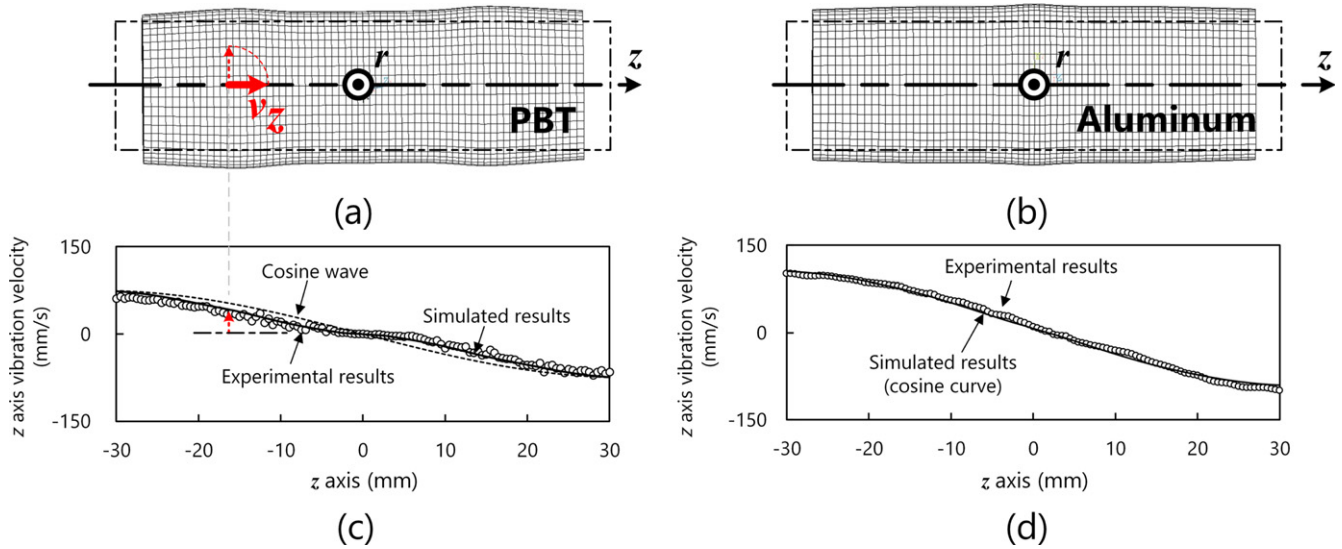 r
z
v_z
PBT
(a)
r
z
Aluminum
(b)
z axis vibration velocity
(mm/s)
150
0
-150
Cosine wave
Simulated results
Experimental results
-30 -20 -10 0 10 20 30
z axis (mm)
(c)
z axis vibration velocity
(mm/s)
150
0
-150
Experimental results
Simulated results
(cosine curve)
-30 -20 -10 0 10 20 30
z axis (mm)
(d)